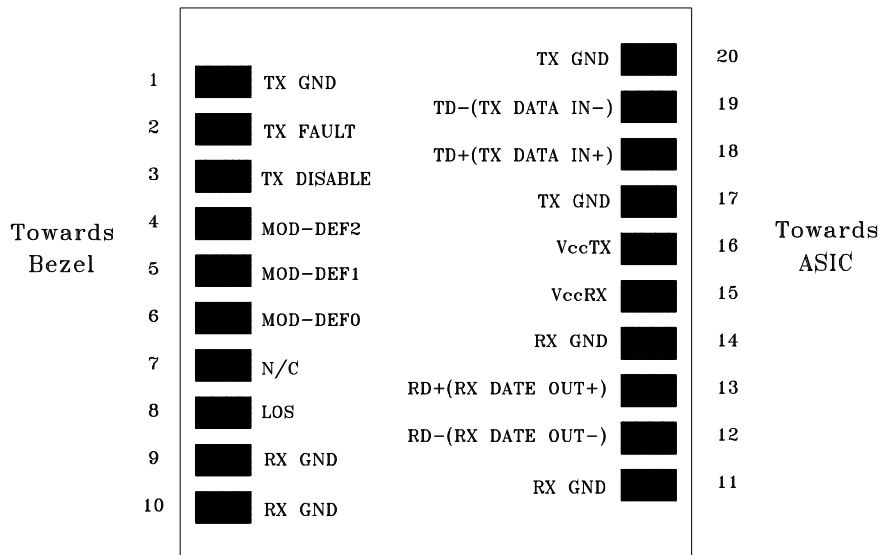 1 TX GND
2 TX FAULT
3 TX DISABLE
4 MOD-DEF2
5 MOD-DEF1
6 MOD-DEF0
7 N/C
8 LOS
9 RX GND
10 RX GND
Towards
Bezel
TX GND 20
TD-(TX DATA IN-) 19
TD+(TX DATA IN+) 18
TX GND 17
VccTX 16
VccRX 15
RX GND 14
RD+(RX DATE OUT+) 13
RD-(RX DATE OUT-) 12
RX GND 11
Towards
ASIC